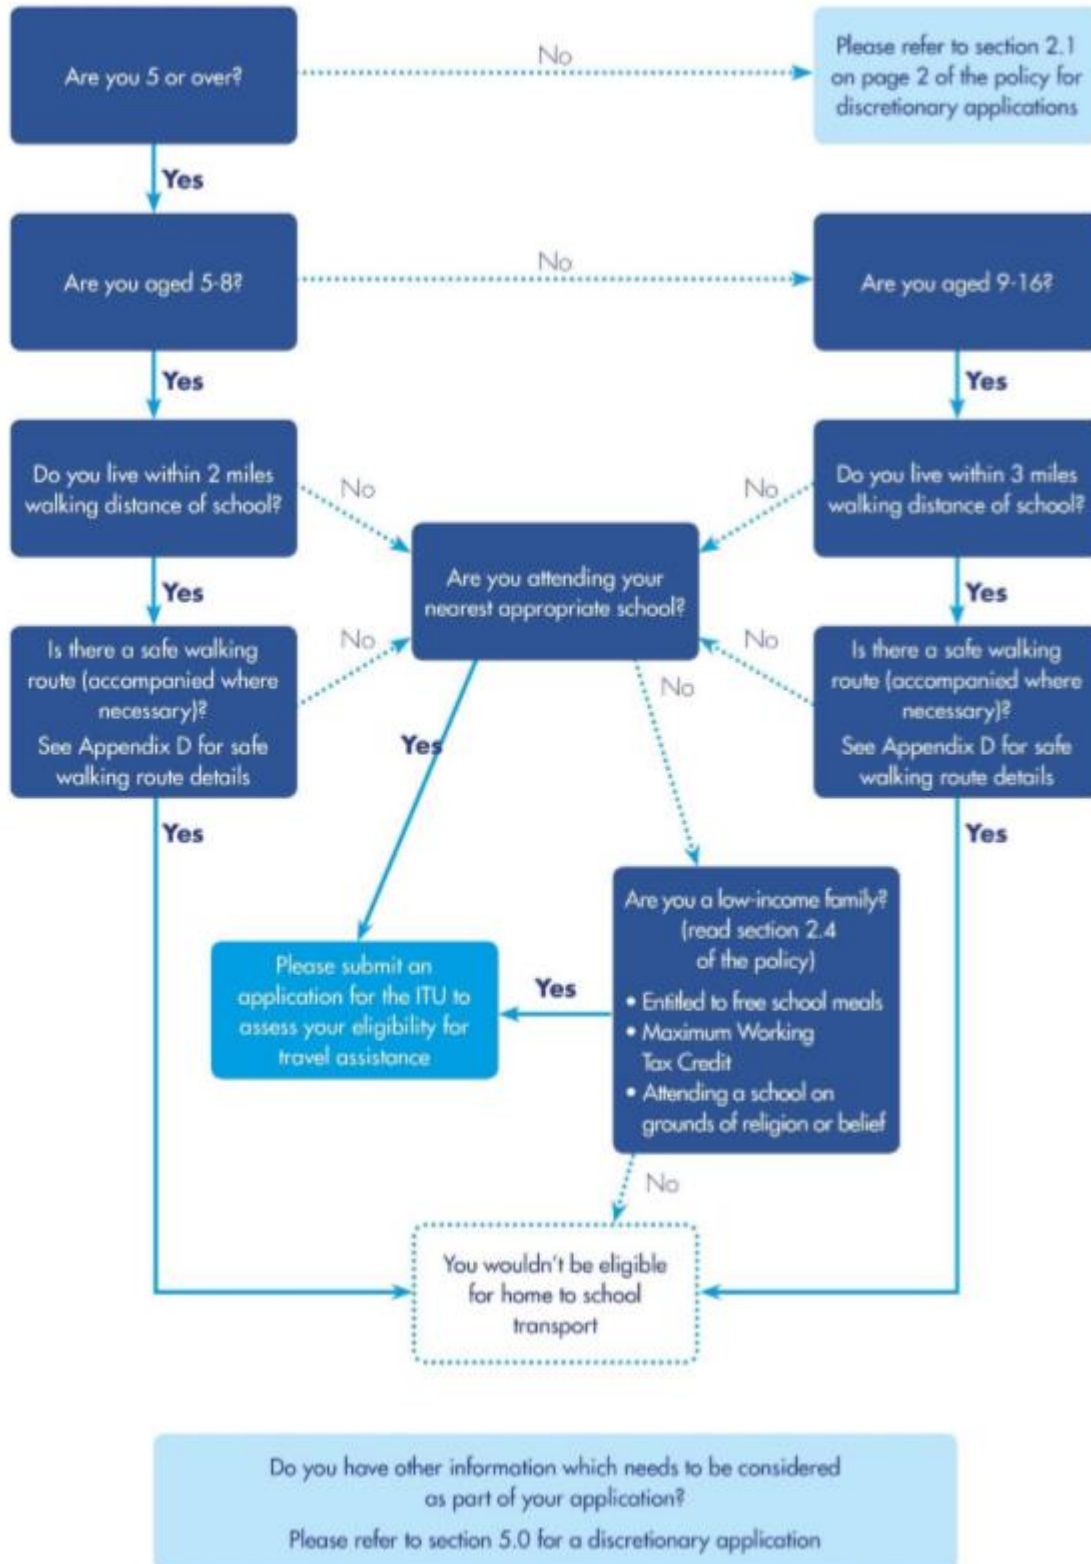 Are you 5 or over?
No
Please refer to section 2.1
on page 2 of the policy for
discretionary applications
Yes
Are you aged 5-8?
No
Are you aged 9-16?
Yes
Yes
Do you live within 2 miles
walking distance of school?
No
No
Do you live within 3 miles
walking distance of school?
Are you attending your
nearest appropriate school?
Yes
Yes
Is there a safe walking
route (accompanied where
necessary)?
See Appendix D for safe
walking route details
No
No
Is there a safe walking
route (accompanied where
necessary)?
See Appendix D for safe
walking route details
No
Yes
Yes
Yes
Are you a low-income family?
(read section 2.4
of the policy)
• Entitled to free school meals
• Maximum Working
Tax Credit
• Attending a school on
grounds of religion or belief
Yes
Please submit an
application for the ITU to
assess your eligibility for
travel assistance
No
You wouldn't be eligible
for home to school
transport
Do you have other information which needs to be considered
as part of your application?
Please refer to section 5.0 for a discretionary application